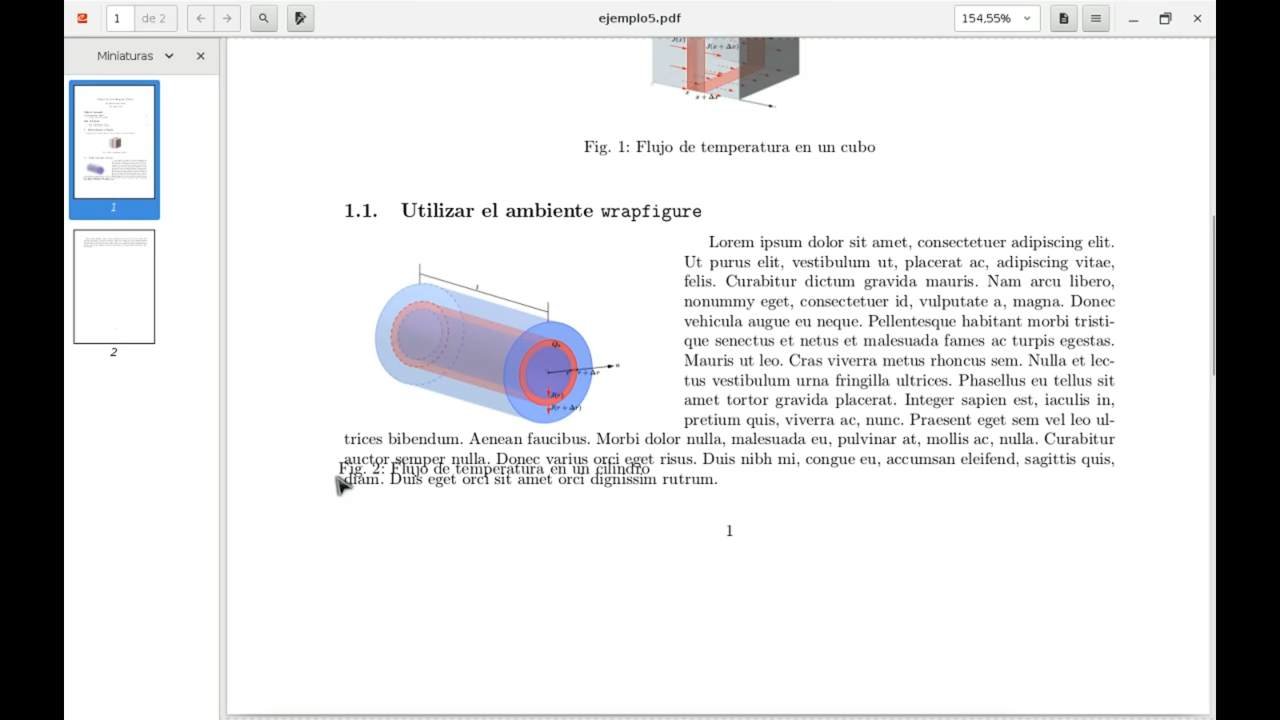 1
de 2
ejemplo5.pdf
154,55%
Miniaturas
1
2
J(x)
J(x + Δx)
x
x + Δx
Fig. 1: Flujo de temperatura en un cubo
1.1. Utilizar el ambiente wrapfigure
Lorem ipsum dolor sit amet, consectetuer adipiscing elit.
Ut purus elit, vestibulum ut, placerat ac, adipiscing vitae,
felis. Curabitur dictum gravida mauris. Nam arcu libero,
nonummy eget, consectetuer id, vulputate a, magna. Donec
vehicula augue eu neque. Pellentesque habitant morbi tristi-
que senectus et netus et malesuada fames ac turpis egestas.
Mauris ut leo. Cras viverra metus rhoncus sem. Nulla et lec-
tus vestibulum urna fringilla ultrices. Phasellus eu tellus sit
amet tortor gravida placerat. Integer sapien est, iaculis in,
pretium quis, viverra ac, nunc. Praesent eget sem vel leo ul-
trices bibendum. Aenean faucibus. Morbi dolor nulla, malesuada eu, pulvinar at, mollis ac, nulla. Curabitur
auctor semper nulla. Donec varius orci eget risus. Duis nibh mi, congue eu, accumsan eleifend, sagittis quis,
diam. Duis eget orci sit amet orci dignissim rutrum.
r + Δr
J(r)
J(r + Δr)
Fig. 2: Flujo de temperatura en un cilindro
1